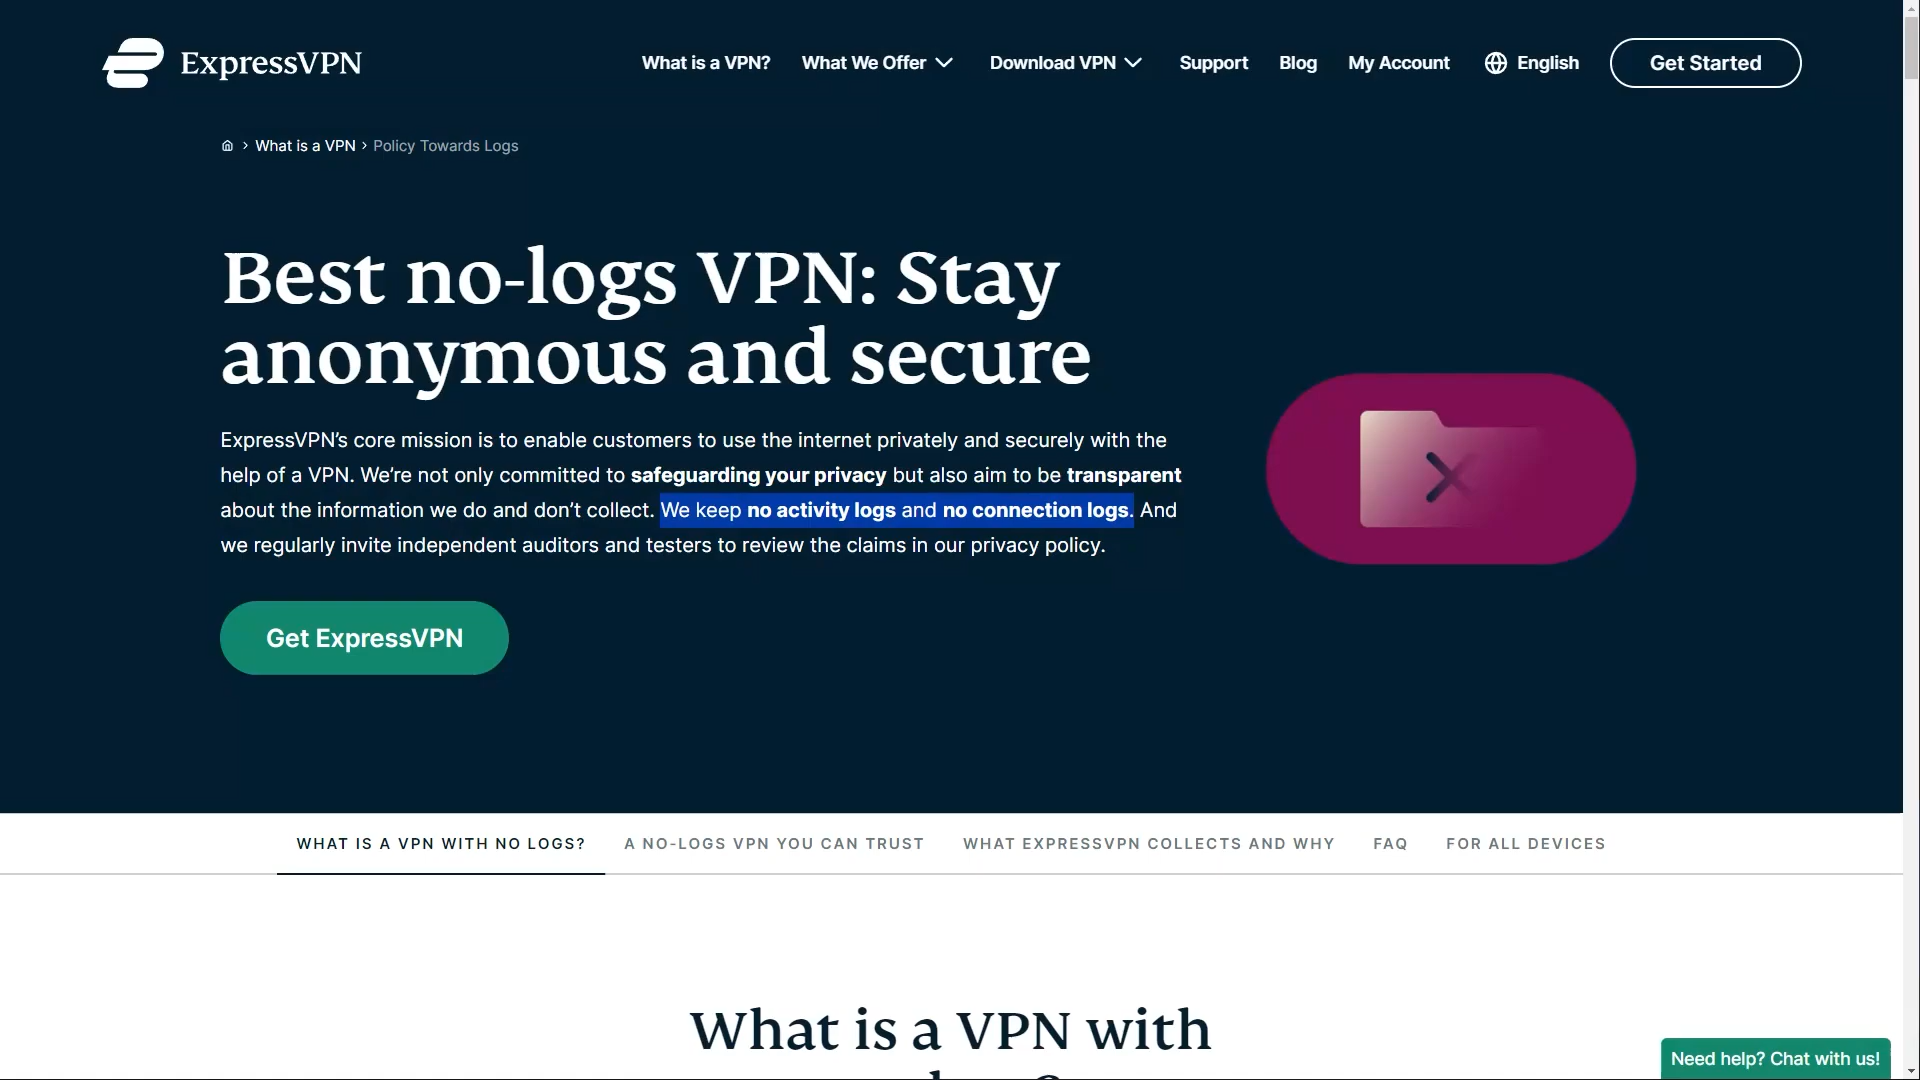 ExpressVPN
What is a VPN?
What We Offer
Download VPN
Support
Blog
My Account
English
Get Started
What is a VPN
Policy Towards Logs
Best no-logs VPN: Stay
anonymous and secure
ExpressVPN’s core mission is to enable customers to use the internet privately and securely with the
help of a VPN. We’re not only committed to safeguarding your privacy but also aim to be transparent
about the information we do and don’t collect. We keep no activity logs and no connection logs. And
we regularly invite independent auditors and testers to review the claims in our privacy policy.
Get ExpressVPN
WHAT IS A VPN WITH NO LOGS?
A NO-LOGS VPN YOU CAN TRUST
WHAT EXPRESSVPN COLLECTS AND WHY
FAQ
FOR ALL DEVICES
What is a VPN with
Need help? Chat with us!